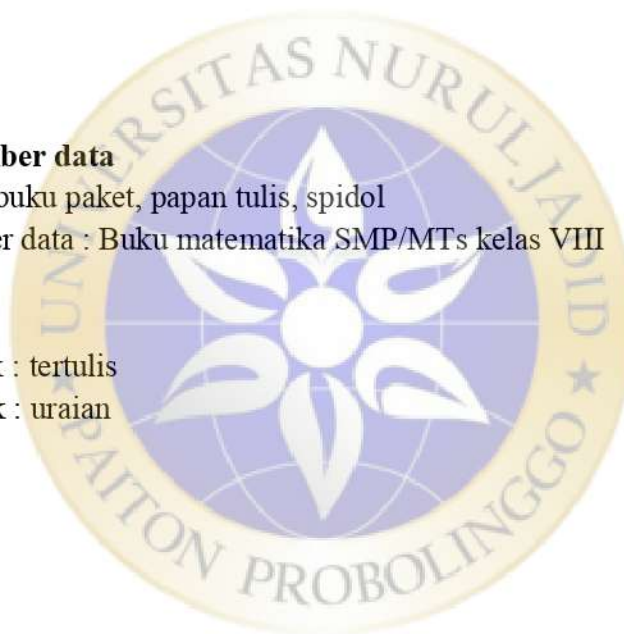 ber data
buku paket, papan tulis, spidol
er data : Buku matematika SMP/MTs kelas VIII
k : tertulis
k : uraian
UNIVERSITAS NURUL JADID
PAITON PROBOLINGGO